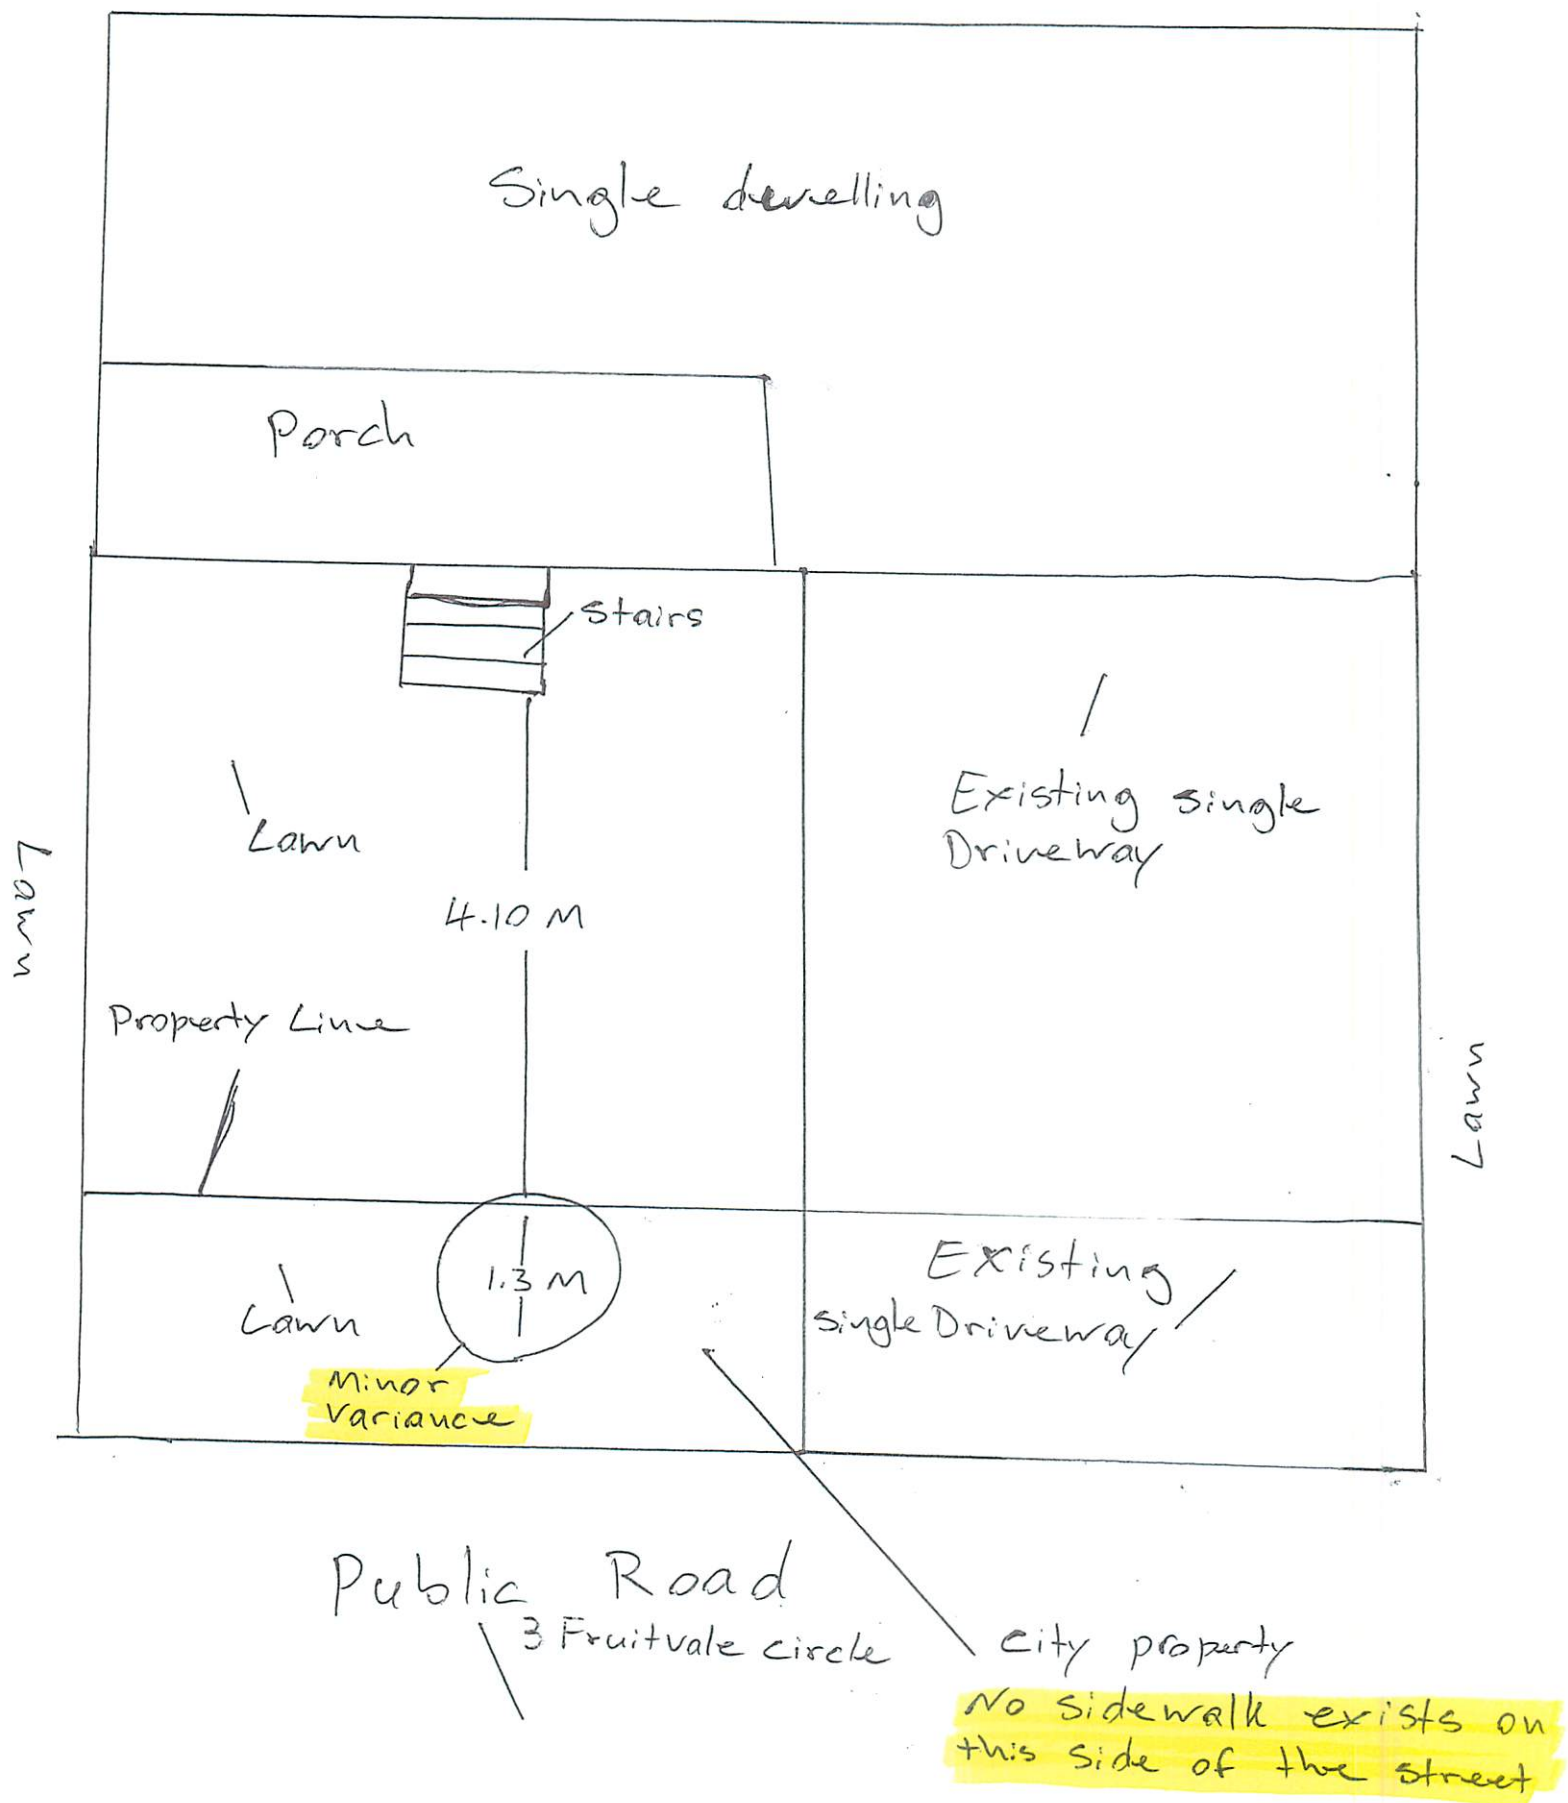 Single dwelling
Porch
Stairs
Lawn
Existing single
Driveway
Lawn
4.10 M
Property Line
Lawn
Existing
single Driveway
1.3 M
Lawn
Minor
Variance
Public Road
3 Fruitvale circle
City property
No sidewalk exists on
this side of the street